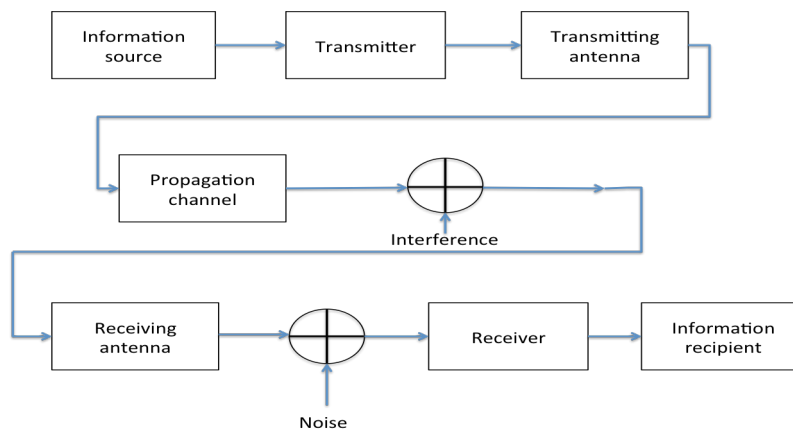 Information
source
Transmitter
Transmitting
antenna
Propagation
channel
Interference
Receiving
antenna
Receiver
Information
recipient
Noise